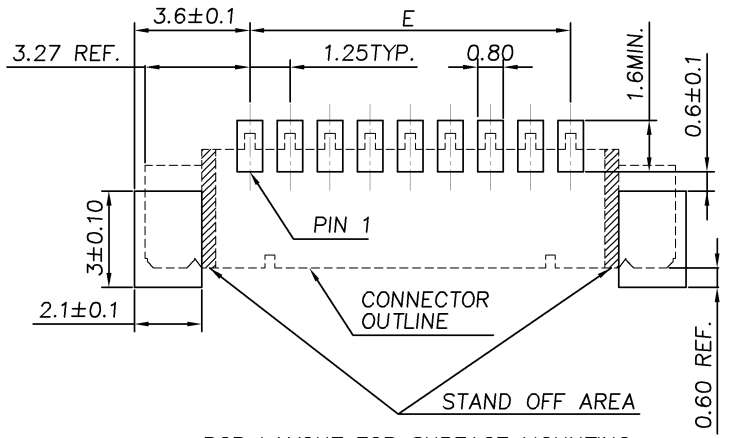 3.6±0.1
E
3.27 REF.
1.25TYP.
0.80
1.6MIN.
0.6±0.1
PIN 1
3±0.10
2.1±0.1
CONNECTOR
OUTLINE
STAND OFF AREA
0.60 REF.